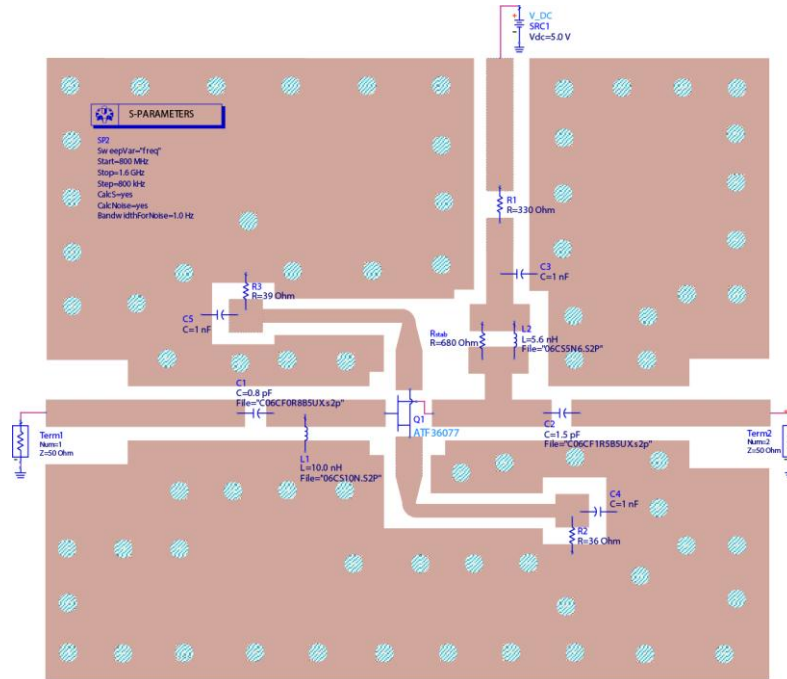 V_DC
SRC1
Vdc=5.0 V
S-PARAMETERS
SP2
SweepVar="freq"
Start=800 MHz
Stop=1.6 GHz
Step=800 kHz
CalcS=yes
CalcNoise=yes
BandwidthForNoise=1.0 Hz
R1
R=330 Ohm
C3
C=1 nF
R3
R=39 Ohm
C5
C=1 nF
Rstab
R=680 Ohm
L2
L=5.6 nH
File="06CS5N6.S2P"
C1
C=0.8 pF
File="C06CF0R8B5UX.s2p"
Q1
ATF36077
C2
C=1.5 pF
File="C06CF1R5B5UX.s2p"
Term1
Num=1
Z=50 Ohm
L1
L=10.0 nH
File="06CS10N.S2P"
Term2
Num=2
Z=50 Ohm
C4
C=1 nF
R2
R=36 Ohm